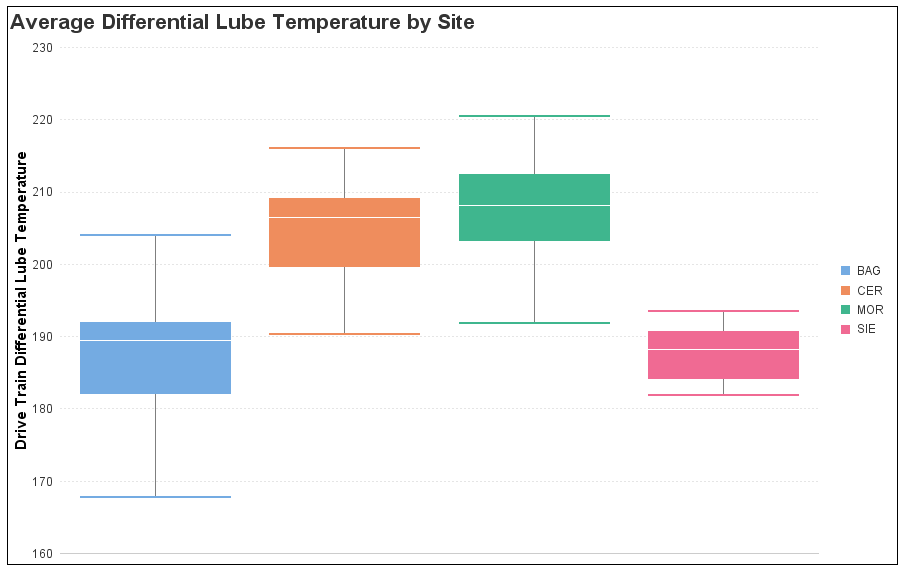 Average Differential Lube Temperature by Site
Drive Train Differential Lube Temperature
230
220
210
200
190
180
170
160
BAG
CER
MOR
SIE